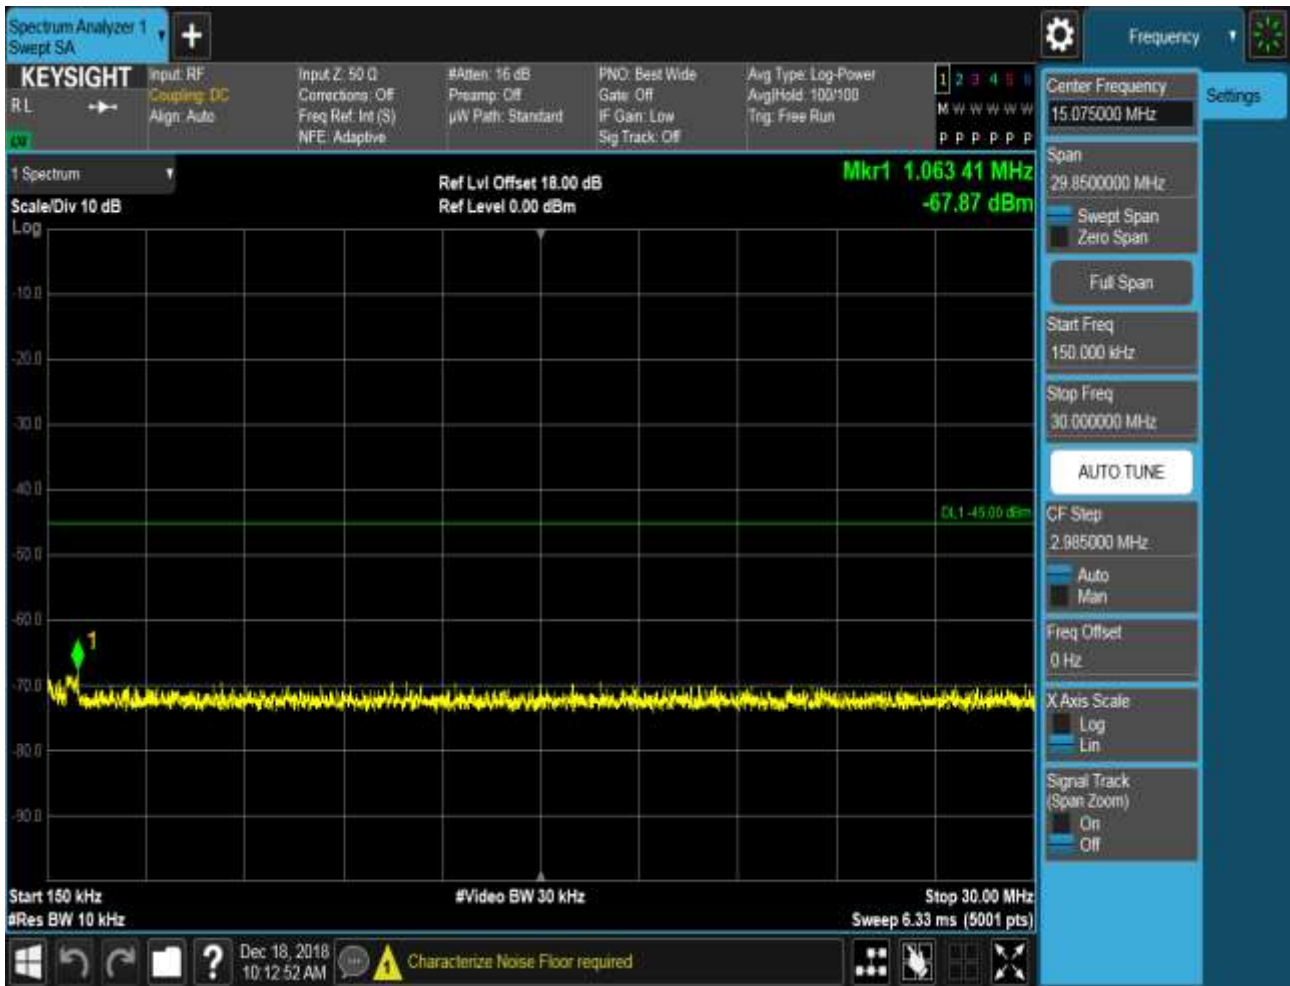 Spectrum Analyzer 1
Swept SA
+
Frequency
KEYSIGHT
RL
Input: RF
Coupling: DC
Align: Auto
Input Z: 50 Ω
Corrections: Off
Freq Ref: Int (S)
NFE: Adaptive
#Atten: 16 dB
Preamp: Off
µW Path: Standard
PNO: Best Wide
Gate: Off
IF Gain: Low
Sig Track: Off
Avg Type: Log-Power
Avg|Hold: 100/100
Trig: Free Run
1 2 3 4 5 6
M W W W W W
P P P P P P
1 Spectrum
Scale/Div 10 dB
Log
Ref Lvl Offset 18.00 dB
Ref Level 0.00 dBm
Mkr1 1.063 41 MHz
-67.87 dBm
-10.0
-20.0
-30.0
-40.0
-50.0
-60.0
-70.0
-80.0
-90.0
DL1 -45.00 dBm
1
Start 150 kHz
#Res BW 10 kHz
#Video BW 30 kHz
Stop 30.00 MHz
Sweep 6.33 ms (5001 pts)
Center Frequency
15.075000 MHz
Settings
Span
29.8500000 MHz
Swept Span
Zero Span
Full Span
Start Freq
150.000 kHz
Stop Freq
30.000000 MHz
AUTO TUNE
CF Step
2.985000 MHz
Auto
Man
Freq Offset
0 Hz
X Axis Scale
Log
Lin
Signal Track
(Span Zoom)
On
Off
?
Dec 18, 2018
10:12:52 AM
1
Characterize Noise Floor required